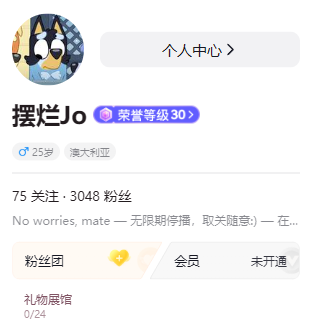 个人中心
摆烂Jo 荣誉等级30
♂ 25岁 澳大利亚
75 关注 · 3048 粉丝
No worries, mate — 无限期停播，取关随意:) — 在...
粉丝团 会员 未开通
礼物展馆
0/24